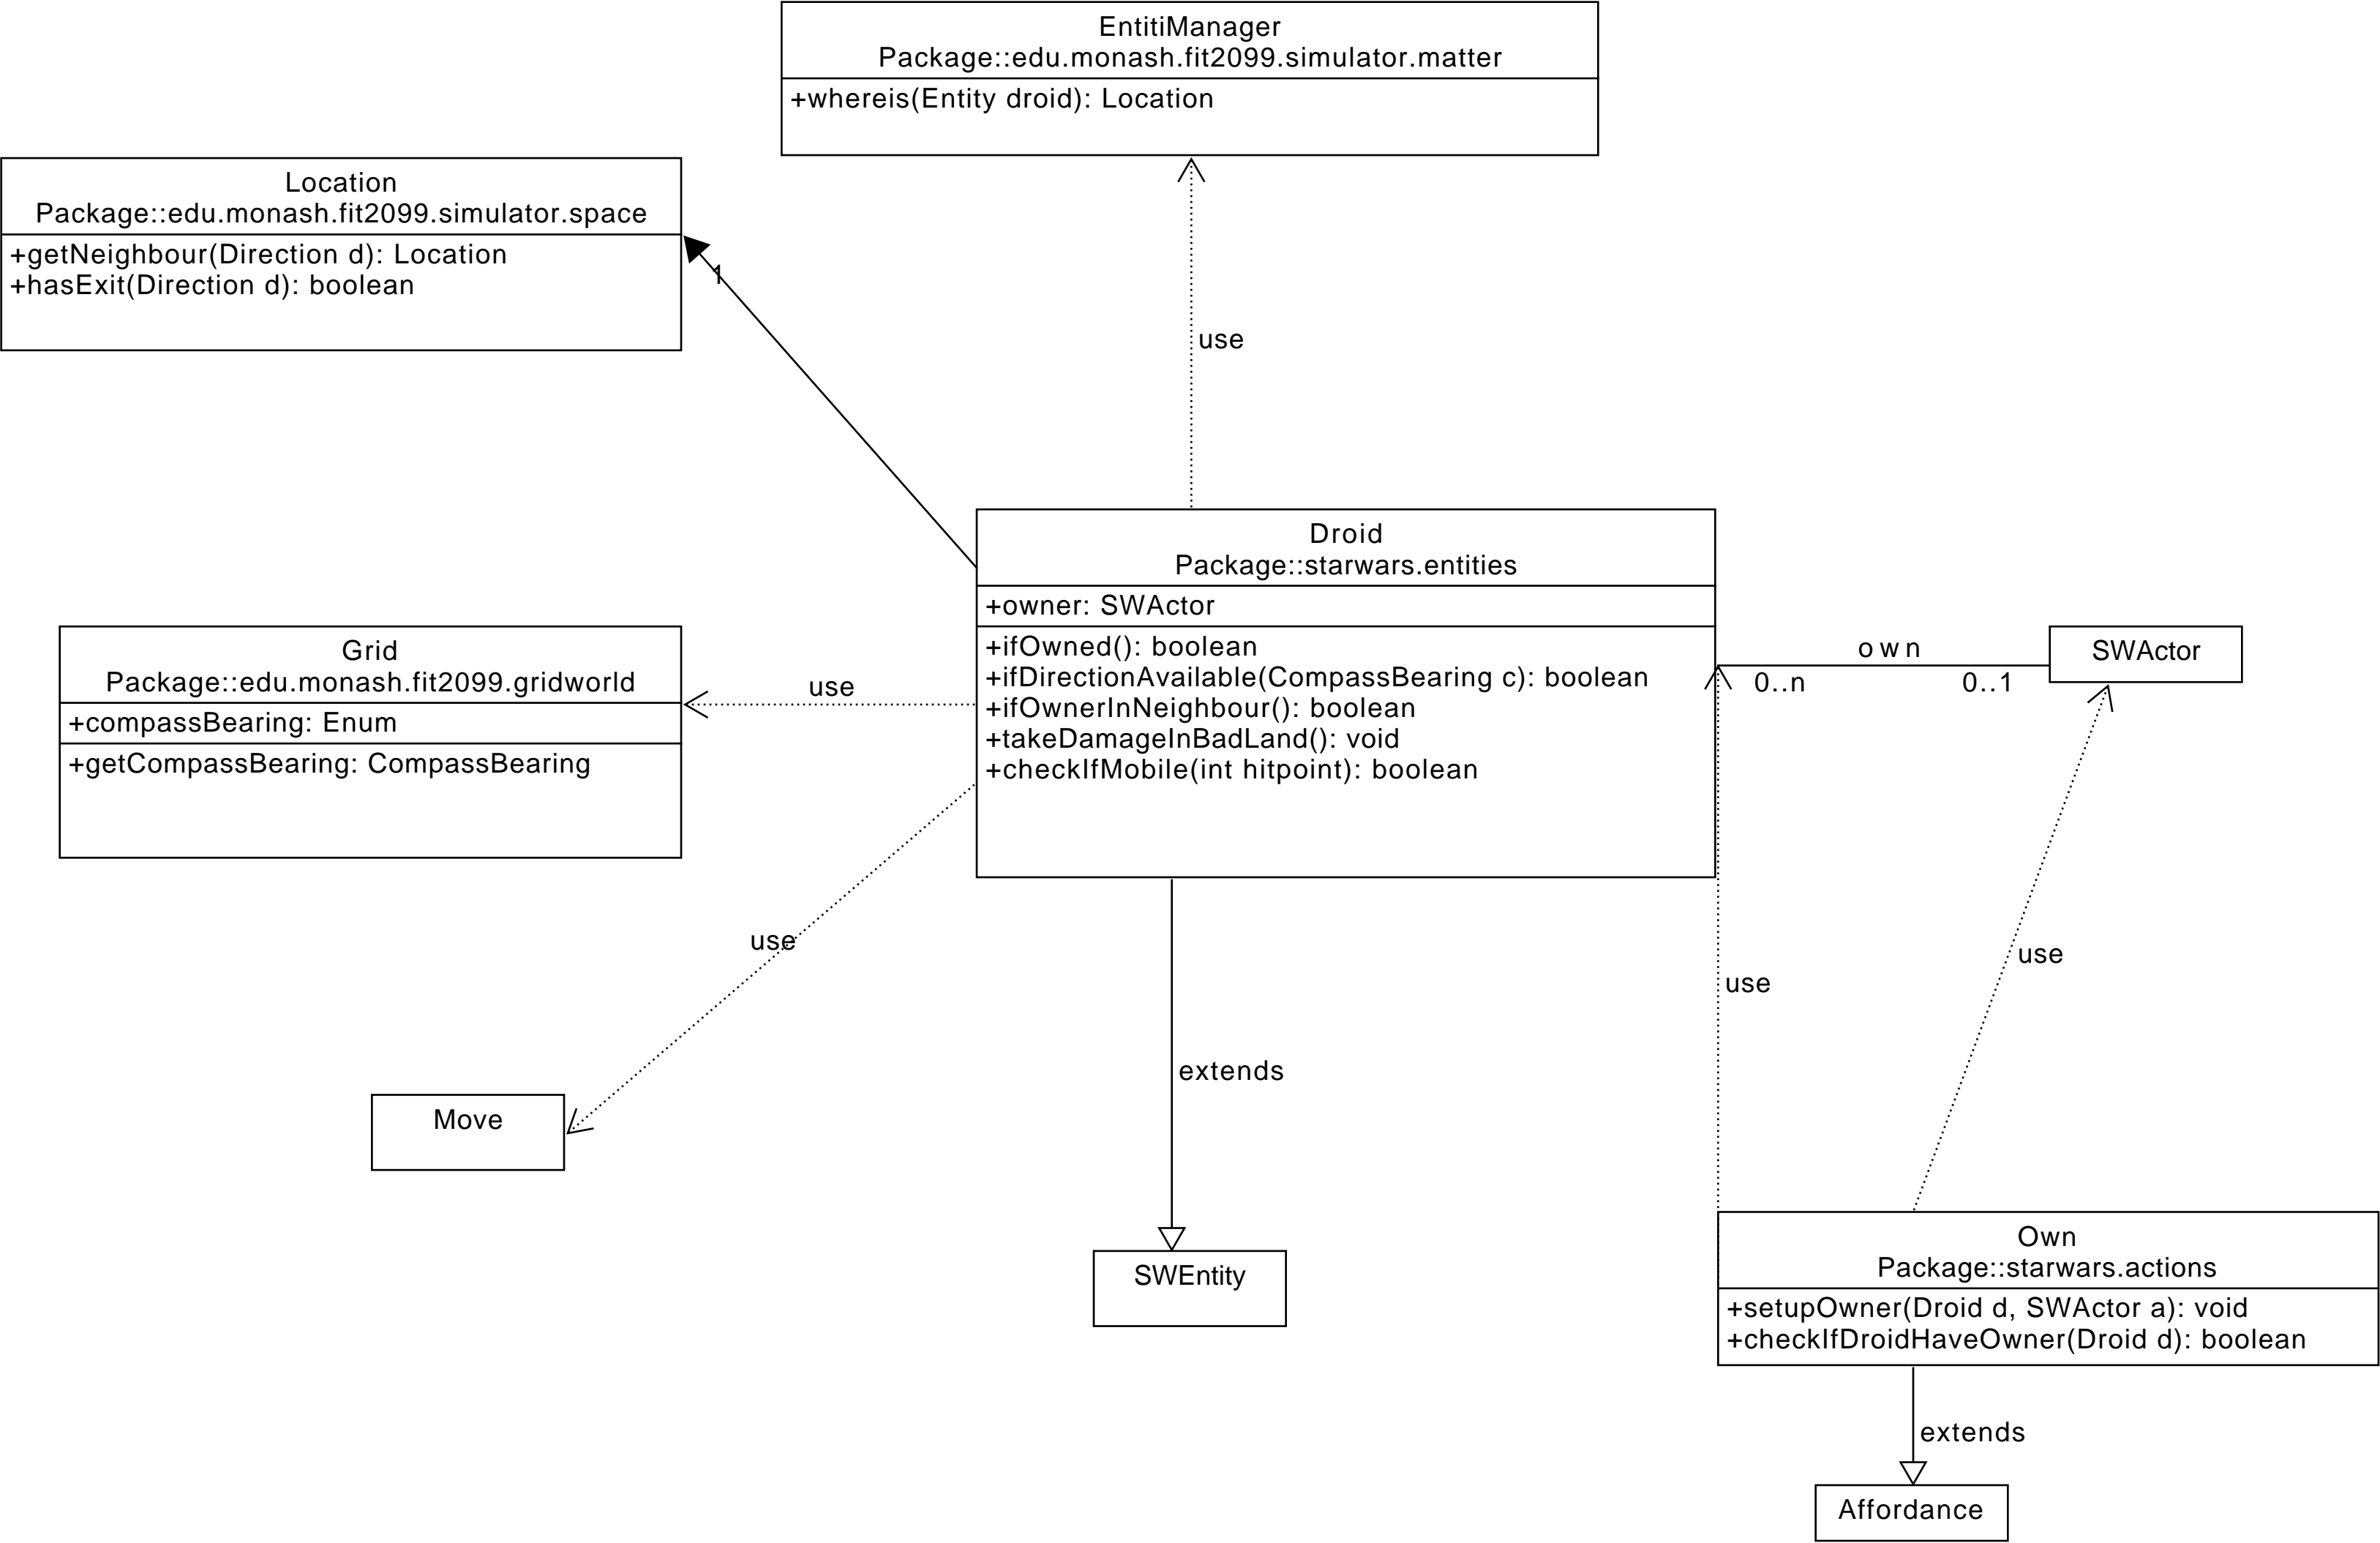 EntitiManager
Package::edu.monash.fit2099.simulator.matter
+whereis(Entity droid): Location
Location
Package::edu.monash.fit2099.simulator.space
+getNeighbour(Direction d): Location
+hasExit(Direction d): boolean
1
use
Droid
Package::starwars.entities
+owner: SWActor
+ifOwned(): boolean
+ifDirectionAvailable(CompassBearing c): boolean
+ifOwnerInNeighbour(): boolean
+takeDamageInBadLand(): void
+checkIfMobile(int hitpoint): boolean
Grid
Package::edu.monash.fit2099.gridworld
+compassBearing: Enum
+getCompassBearing: CompassBearing
use
own
0..n
0..1
SWActor
use
use
use
extends
Move
SWEntity
Own
Package::starwars.actions
+setupOwner(Droid d, SWActor a): void
+checkIfDroidHaveOwner(Droid d): boolean
extends
Affordance